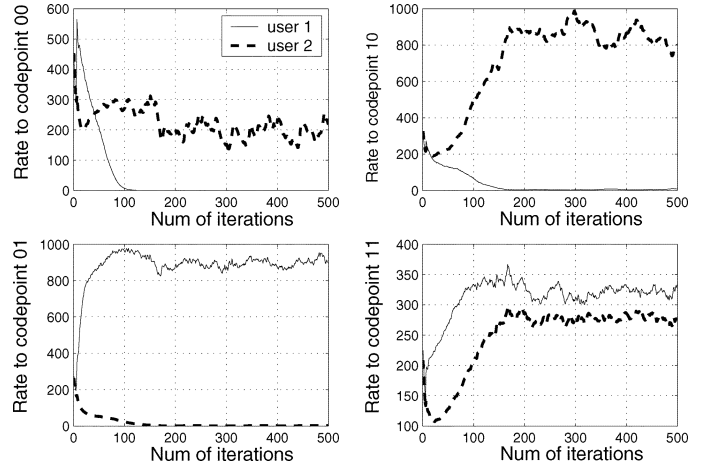 Rate to codepoint 00
600
500
400
300
200
100
0
user 1
user 2
0 100 200 300 400 500
Num of iterations
Rate to codepoint 10
1000
800
600
400
200
0
0 100 200 300 400 500
Num of iterations
Rate to codepoint 01
1000
800
600
400
200
0
0 100 200 300 400 500
Num of iterations
Rate to codepoint 11
400
350
300
250
200
150
100
0 100 200 300 400 500
Num of iterations